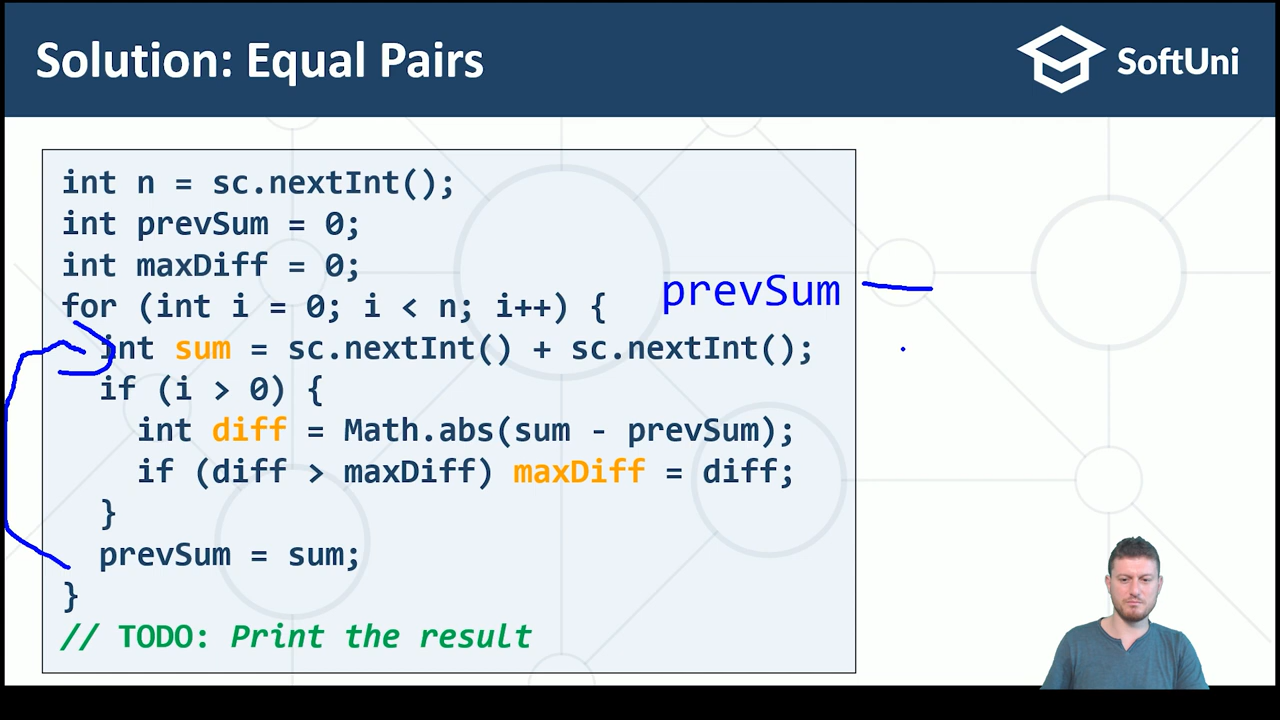 Solution: Equal Pairs
SoftUni
int n = sc.nextInt();
int prevSum = 0;
int maxDiff = 0;
for (int i = 0; i < n; i++) {
prevSum
int sum = sc.nextInt() + sc.nextInt();
if (i > 0) {
int diff = Math.abs(sum - prevSum);
if (diff > maxDiff) maxDiff = diff;
}
prevSum = sum;
}
// TODO: Print the result